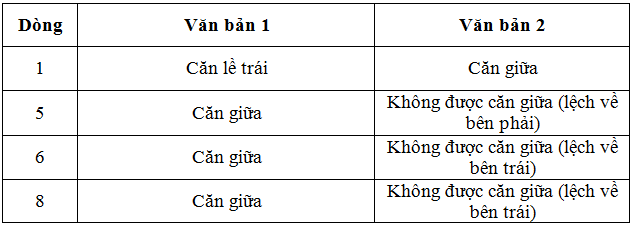 Dòng Văn bản 1 Văn bản 2
1 Căn lề trái Căn giữa
5 Căn giữa Không được căn giữa (lệch về
bên phải)
6 Căn giữa Không được căn giữa (lệch về
bên trái)
8 Căn giữa Không được căn giữa (lệch về
bên trái)